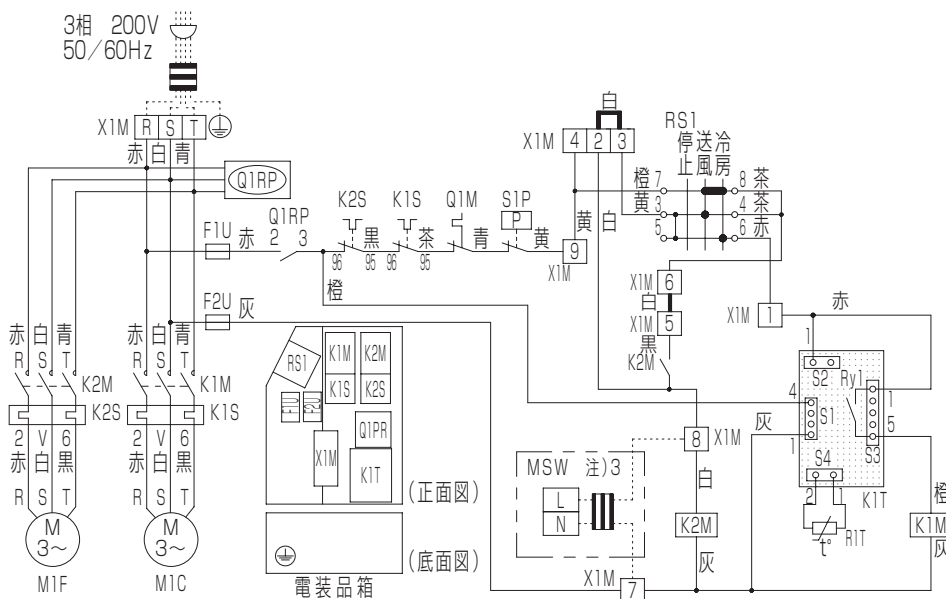 3相 200V
50/60Hz
X1M R S T
赤 白 青
Q1RP
F1U 赤
Q1RP
2 3
K2S
96 黒 95
K1S
96 茶 95
Q1M
青
S1P
P
黄
9
X1M
黄 白
橙
F2U 灰
白
X1M 4 2 3
RS1
停止 送風 冷房
橙 7 8 茶
黄 3 4 茶
5 6 赤
X1M 6
白
X1M 5
黒
K2M
X1M 1
赤
1
S2
Ry1
4
S1
1
灰
1
5
S3
S4
2 1
K1T
R1T
t°
橙
K1M
灰
8 X1M
白
K2M
灰
MSW 注)3
L
N
X1M 7
赤 白 青
R S T
K2M
K2S
2 V 6
赤 白 黒
R S T
M
3~
M1F
赤 白 青
R S T
K1M
K1S
2 V 6
赤 白 黒
R S T
M
3~
M1C
RS1
K1M K2M
K1S K2S
F1U F2U
Q1PR
X1M
K1T
(正面図)
(底面図)
電装品箱